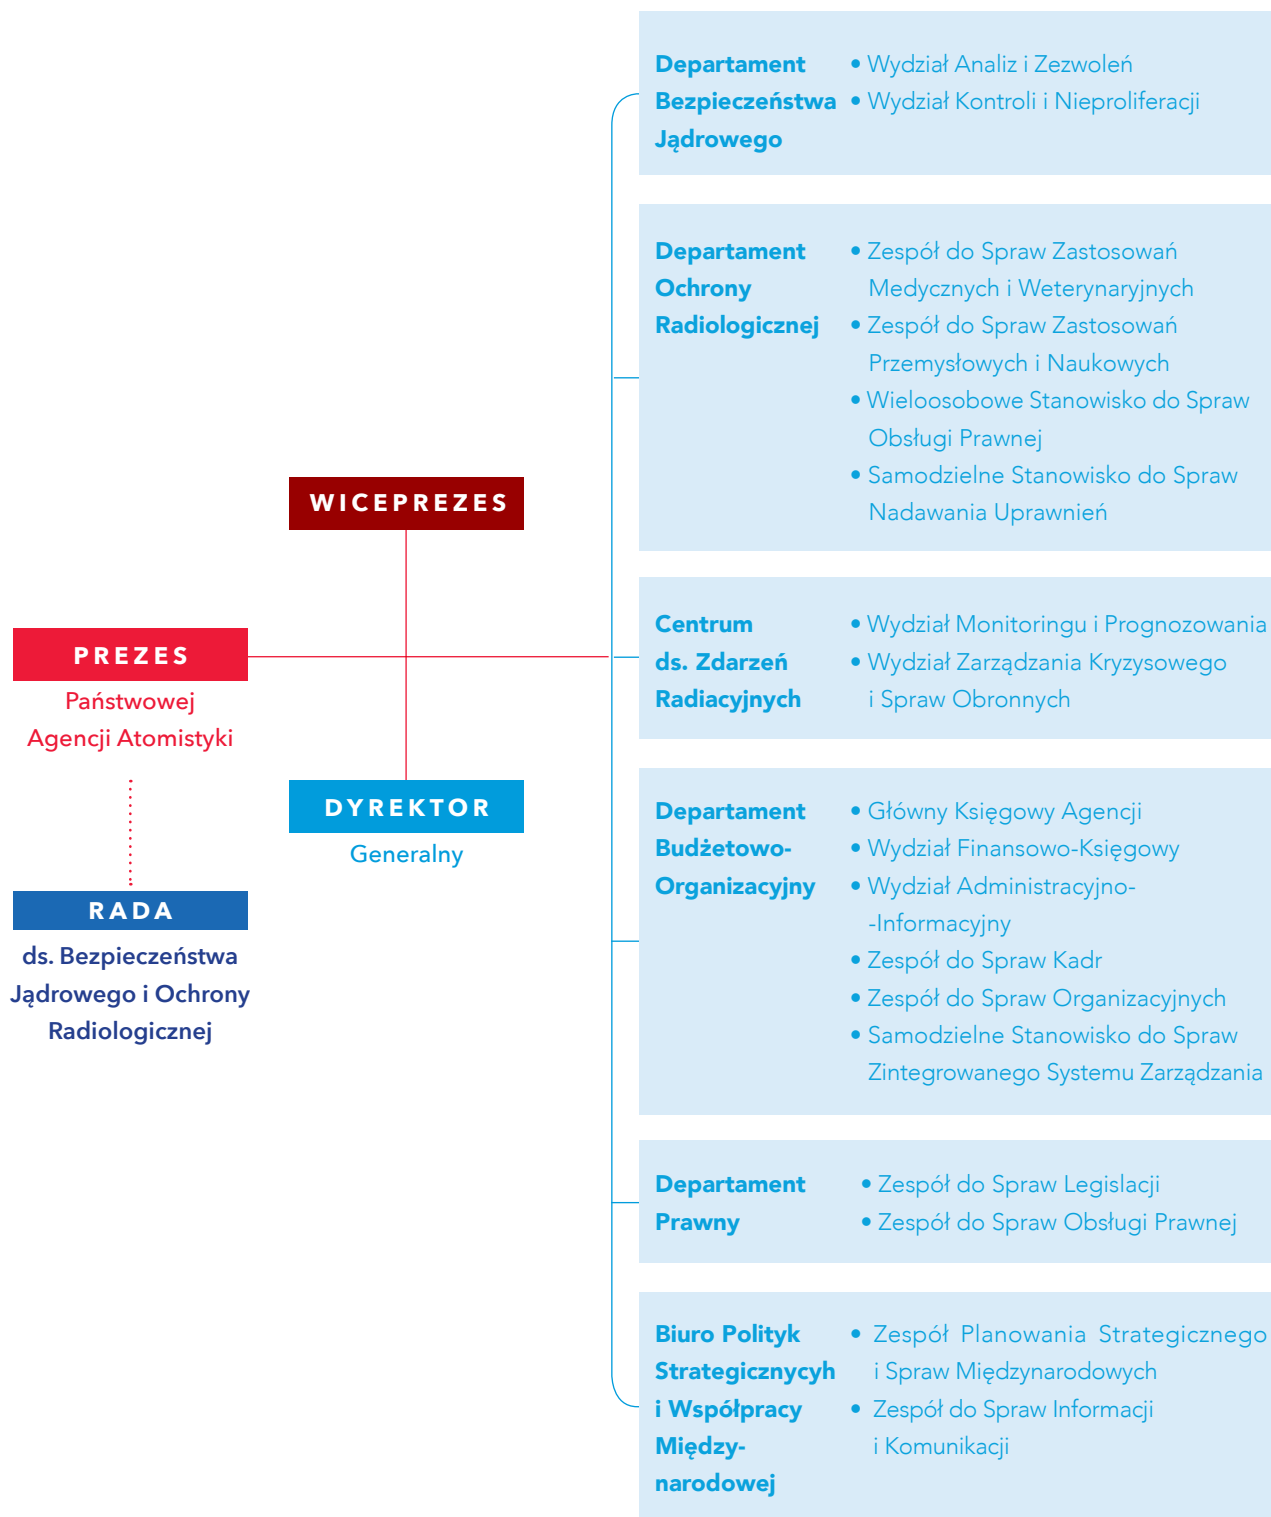 PREZES
Państwowej
Agencji Atomistyki
RADA
ds. Bezpieczeństwa
Jądrowego i Ochrony
Radiologicznej
WICEPREZES
DYREKTOR
Generalny
Departament
Bezpieczeństwa
Jądrowego
• Wydział Analiz i Zezwoleń
• Wydział Kontroli i Nieproliferacji
Departament
Ochrony
Radiologicznej
• Zespół do Spraw Zastosowań
Medycznych i Weterynaryjnych
• Zespół do Spraw Zastosowań
Przemysłowych i Naukowych
• Wieloosobowe Stanowisko do Spraw
Obsługi Prawnej
• Samodzielne Stanowisko do Spraw
Nadawania Uprawnień
Centrum
ds. Zdarzeń
Radiacyjnych
• Wydział Monitoringu i Prognozowania
• Wydział Zarządzania Kryzysowego
i Spraw Obronnych
Departament
Budżetowo-
Organizacyjny
• Główny Księgowy Agencji
• Wydział Finansowo-Księgowy
• Wydział Administracyjno-
-Informacyjny
• Zespół do Spraw Kadr
• Zespół do Spraw Organizacyjnych
• Samodzielne Stanowisko do Spraw
Zintegrowanego Systemu Zarządzania
Departament
Prawny
• Zespół do Spraw Legislacji
• Zespół do Spraw Obsługi Prawnej
Biuro Polityk
Strategicznycyh
i Współpracy
Między-
narodowej
• Zespół Planowania Strategicznego
i Spraw Międzynarodowych
• Zespół do Spraw Informacji
i Komunikacji